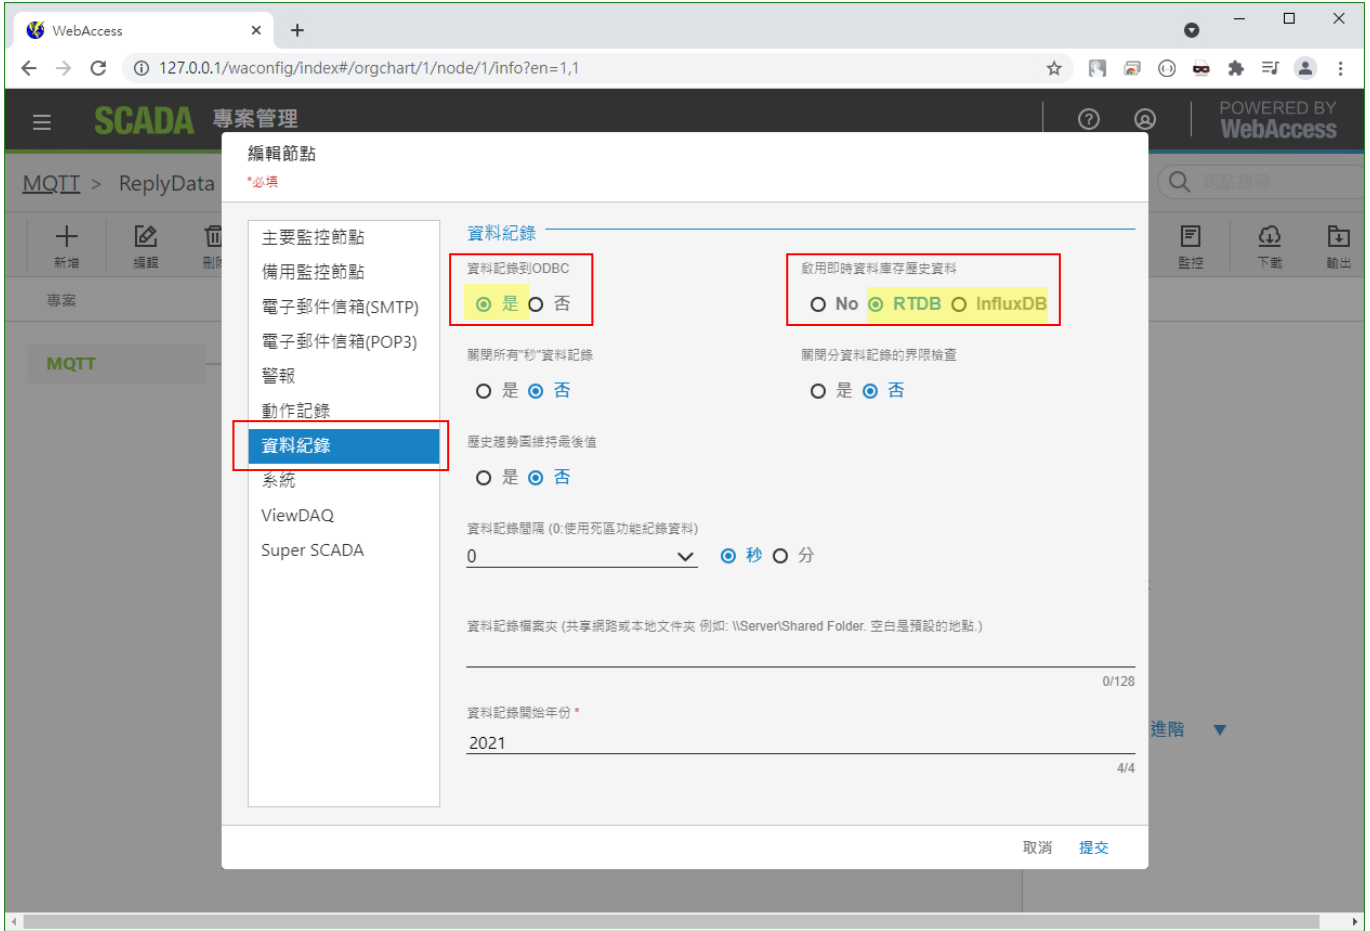 WebAccess
127.0.0.1/waconfig/index#/orgchart/1/node/1/info?en=1,1
SCADA 專案管理
POWERED BY
WebAccess
MQTT > ReplyData
測點搜尋
新增 編輯 刪除
監控 下載 輸出
專案
MQTT
進階
編輯節點
*必填
主要監控節點
備用監控節點
電子郵件信箱(SMTP)
電子郵件信箱(POP3)
警報
動作記錄
資料紀錄
系統
ViewDAQ
Super SCADA
資料紀錄
資料記錄到ODBC
是 否
啟用即時資料庫存歷史資料
No RTDB InfluxDB
關閉所有"秒"資料記錄
是 否
關閉分資料記錄的界限檢查
是 否
歷史趨勢圖維持最後值
是 否
資料記錄間隔 (0:使用死區功能紀錄資料)
0 秒 分
資料記錄檔案夾 (共享網路或本地文件夾 例如: \\Server\Shared Folder. 空白是預設的地點.)
0/128
資料記錄開始年份 *
2021
4/4
取消 提交